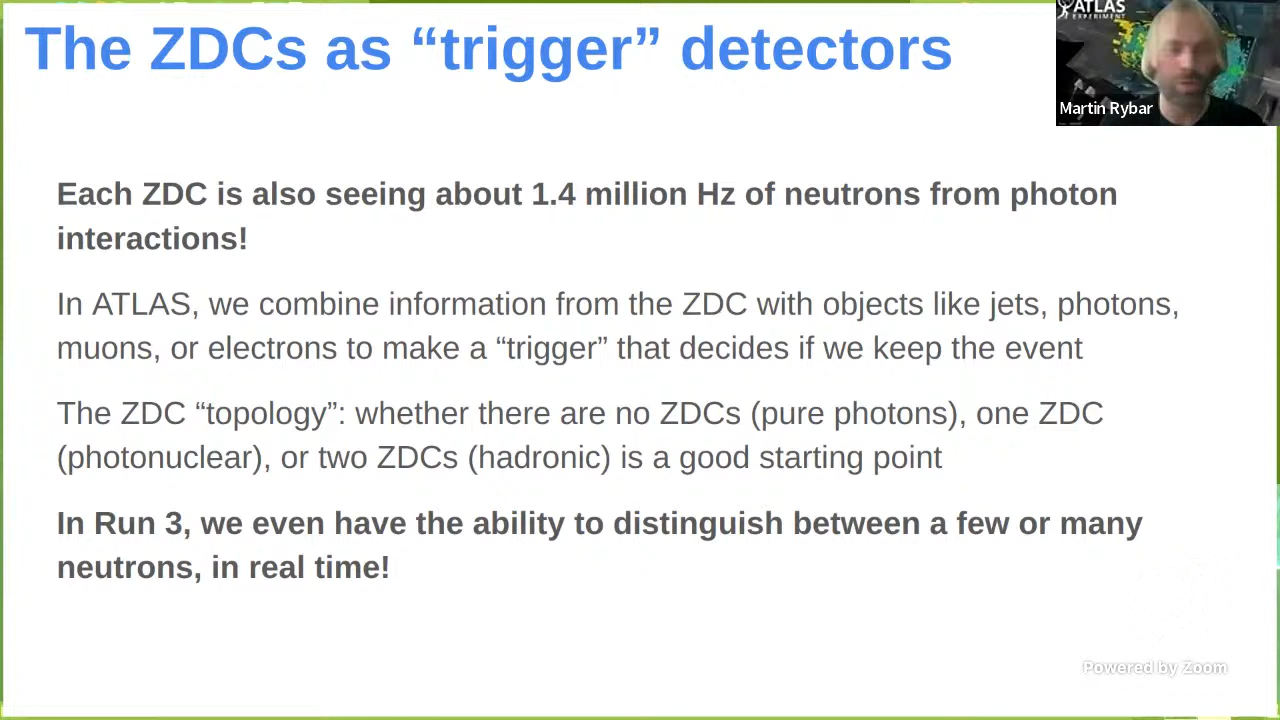 The ZDCs as “trigger” detectors
ATLAS
EXPERIMENT
Martin Rybar
Each ZDC is also seeing about 1.4 million Hz of neutrons from photon
interactions!
In ATLAS, we combine information from the ZDC with objects like jets, photons,
muons, or electrons to make a “trigger” that decides if we keep the event
The ZDC “topology”: whether there are no ZDCs (pure photons), one ZDC
(photonuclear), or two ZDCs (hadronic) is a good starting point
In Run 3, we even have the ability to distinguish between a few or many
neutrons, in real time!
Powered by Zoom